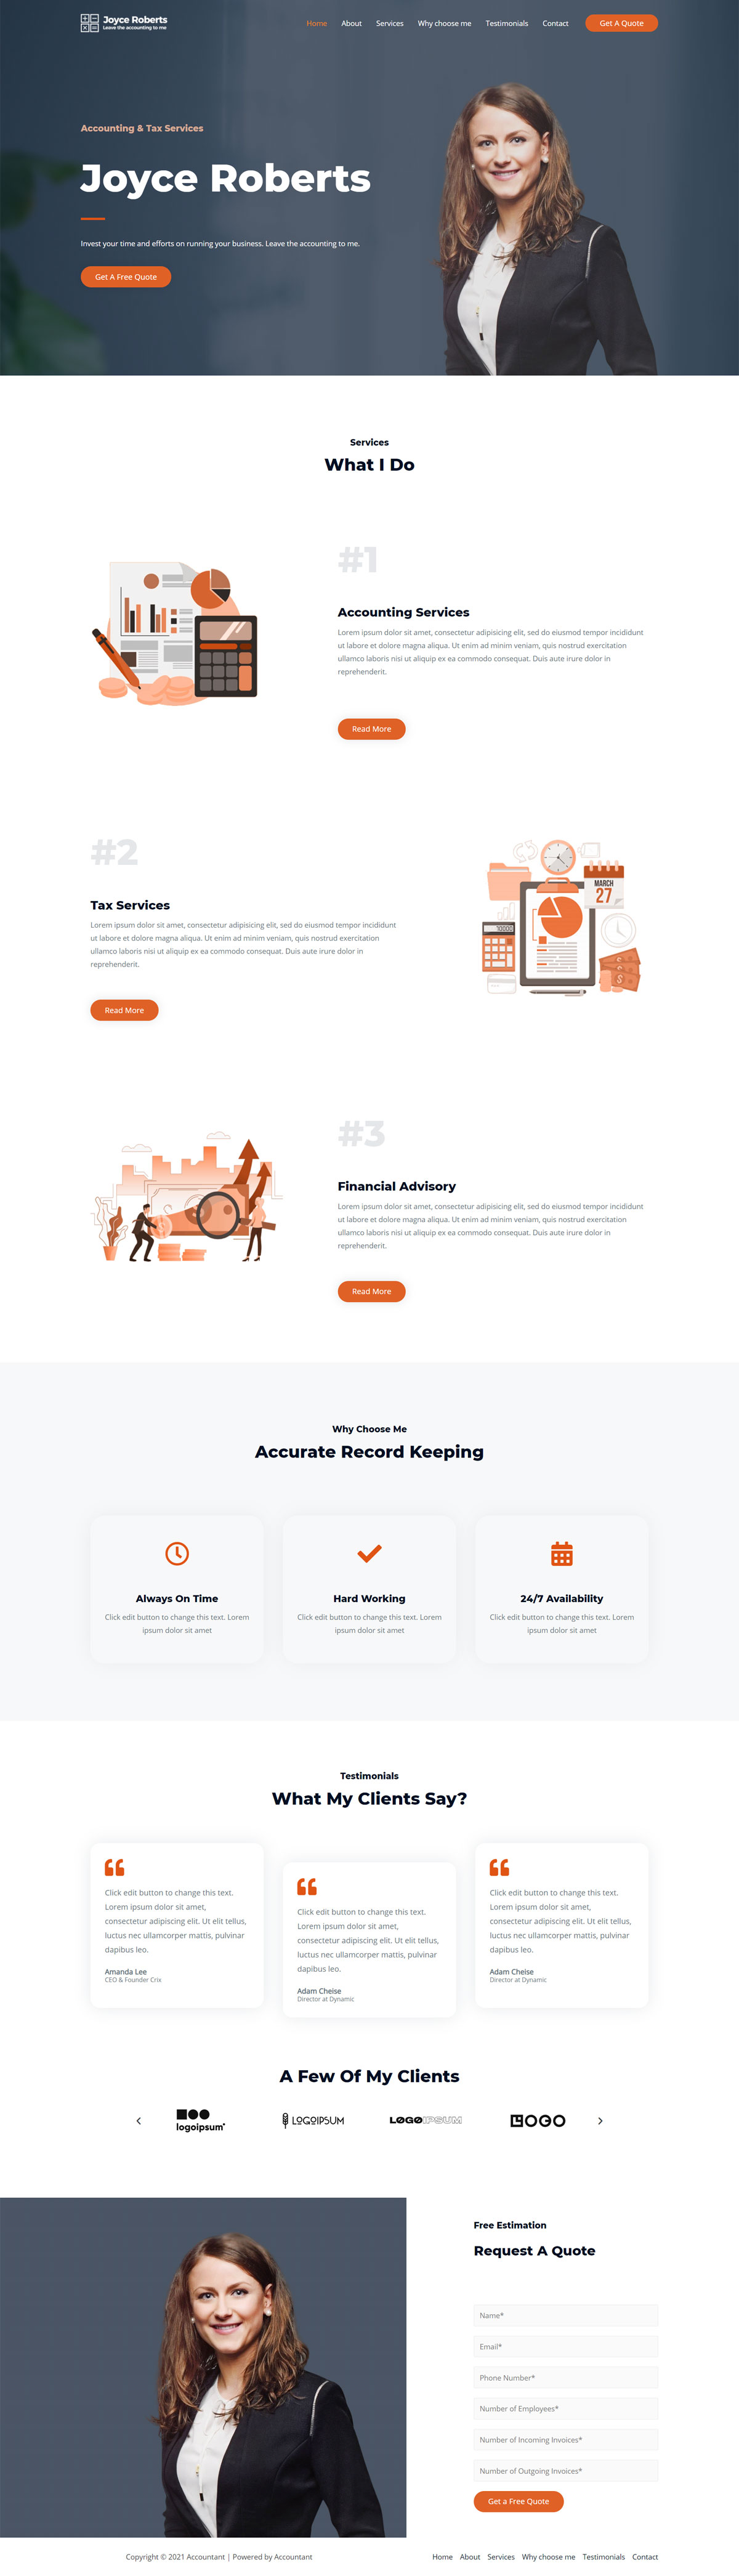 Joyce Roberts
Leave the accounting to me
Home About Services Why choose me Testimonials Contact Get A Quote
Accounting & Tax Services
Joyce Roberts
Invest your time and efforts on running your business. Leave the accounting to me.
Get A Free Quote
Services
What I Do
#1
Accounting Services
Lorem ipsum dolor sit amet, consectetur adipisicing elit, sed do eiusmod tempor incididunt
ut labore et dolore magna aliqua. Ut enim ad minim veniam, quis nostrud exercitation
ullamco laboris nisi ut aliquip ex ea commodo consequat. Duis aute irure dolor in
reprehenderit.
Read More
#2
Tax Services
Lorem ipsum dolor sit amet, consectetur adipisicing elit, sed do eiusmod tempor incididunt
ut labore et dolore magna aliqua. Ut enim ad minim veniam, quis nostrud exercitation
ullamco laboris nisi ut aliquip ex ea commodo consequat. Duis aute irure dolor in
reprehenderit.
Read More
MARCH
27
#3
Financial Advisory
Lorem ipsum dolor sit amet, consectetur adipisicing elit, sed do eiusmod tempor incididunt
ut labore et dolore magna aliqua. Ut enim ad minim veniam, quis nostrud exercitation
ullamco laboris nisi ut aliquip ex ea commodo consequat. Duis aute irure dolor in
reprehenderit.
Read More
Why Choose Me
Accurate Record Keeping
Always On Time
Click edit button to change this text. Lorem
ipsum dolor sit amet
Hard Working
Click edit button to change this text. Lorem
ipsum dolor sit amet
24/7 Availability
Click edit button to change this text. Lorem
ipsum dolor sit amet
Testimonials
What My Clients Say?
Click edit button to change this text.
Lorem ipsum dolor sit amet,
consectetur adipiscing elit. Ut elit tellus,
luctus nec ullamcorper mattis, pulvinar
dapibus leo.
Amanda Lee
CEO & Founder Crix
Click edit button to change this text.
Lorem ipsum dolor sit amet,
consectetur adipiscing elit. Ut elit tellus,
luctus nec ullamcorper mattis, pulvinar
dapibus leo.
Adam Cheise
Director at Dynamic
Click edit button to change this text.
Lorem ipsum dolor sit amet,
consectetur adipiscing elit. Ut elit tellus,
luctus nec ullamcorper mattis, pulvinar
dapibus leo.
Adam Cheise
Director at Dynamic
A Few Of My Clients
logoipsum
LOGOIPSUM
LOGOIPSUM
LOGO
Free Estimation
Request A Quote
Name*
Email*
Phone Number*
Number of Employees*
Number of Incoming Invoices*
Number of Outgoing Invoices*
Get a Free Quote
Copyright © 2021 Accountant | Powered by Accountant
Home About Services Why choose me Testimonials Contact